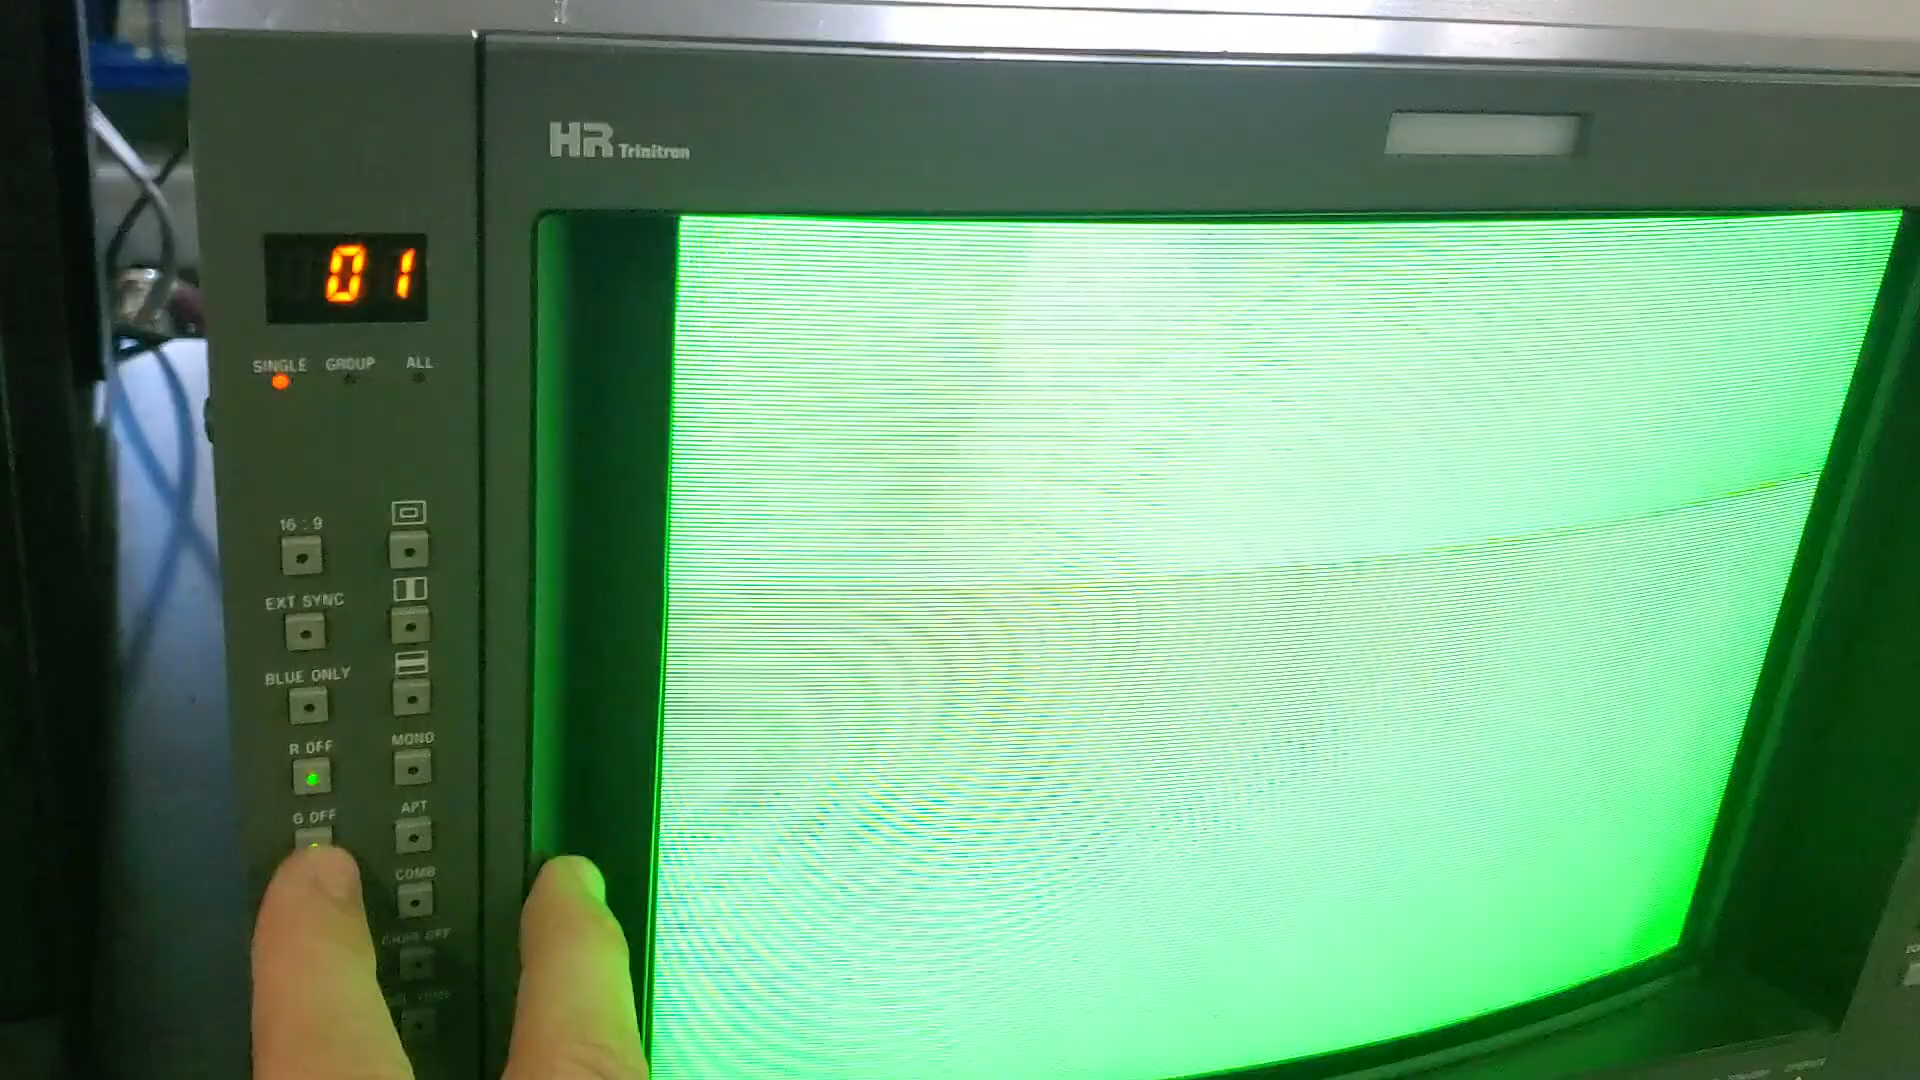 HR Trinitron
01
SINGLE GROUP ALL
16:9
EXT SYNC
BLUE ONLY
R OFF
MONO
G OFF
APT
COMB